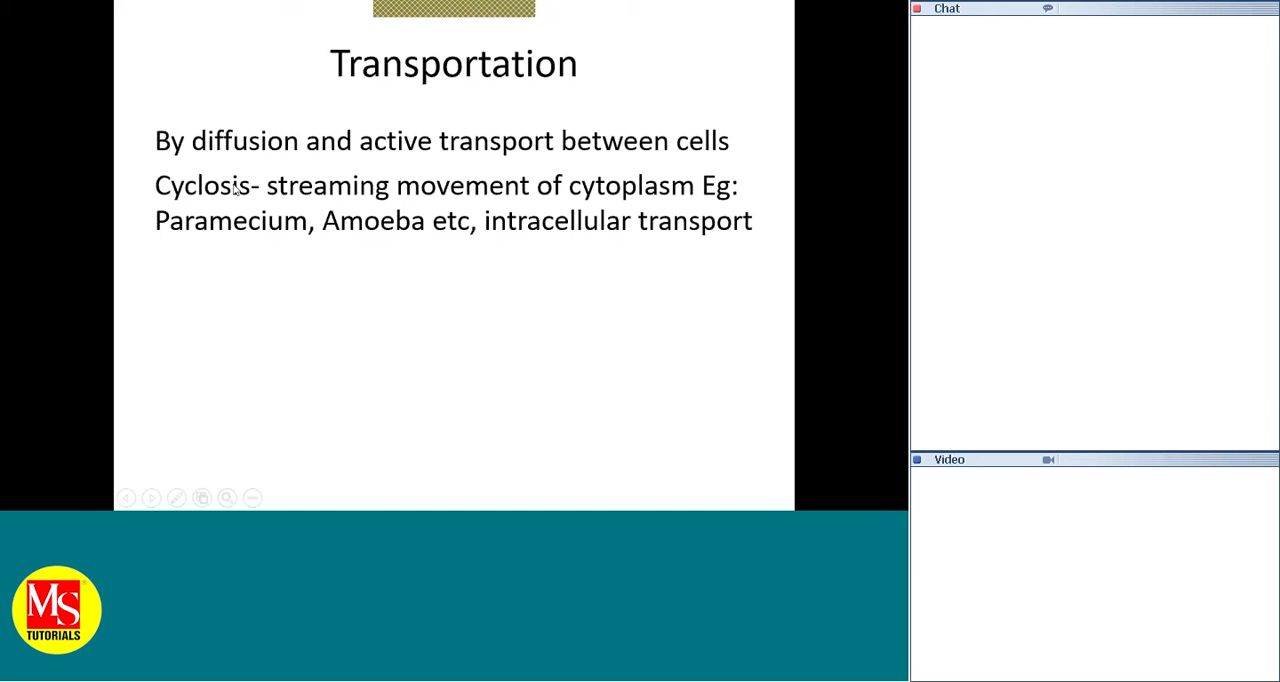 Transportation
By diffusion and active transport between cells
Cyclosis- streaming movement of cytoplasm Eg:
Paramecium, Amoeba etc, intracellular transport
Chat
Video
MS
TUTORIALS